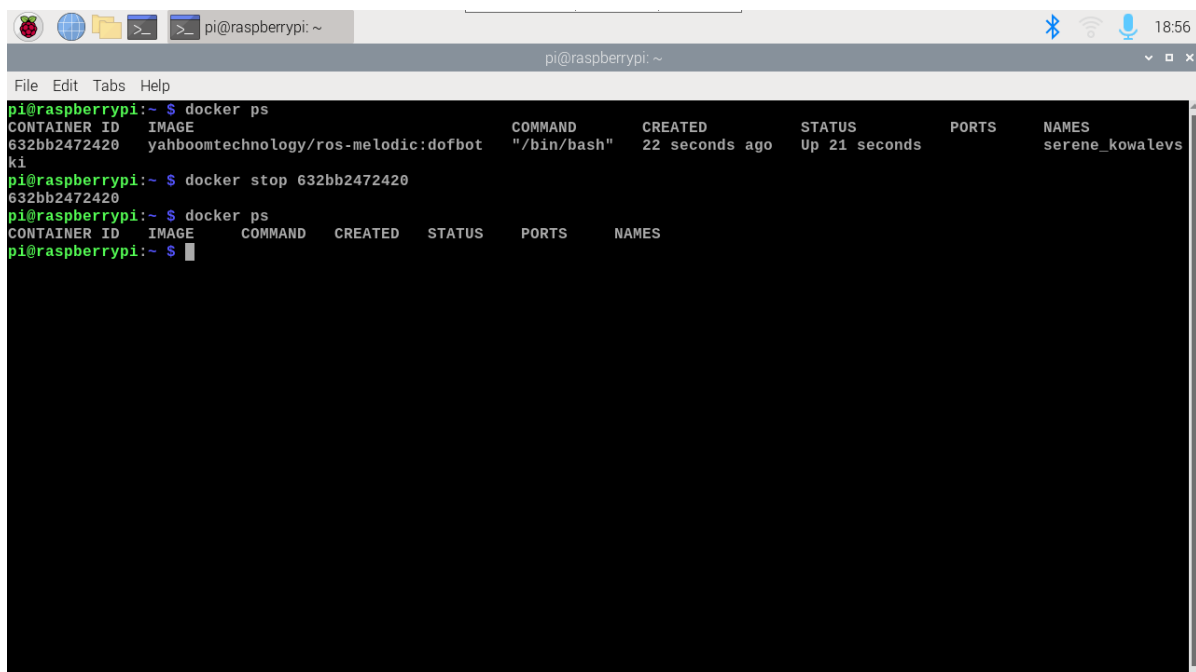 pi@raspberrypi: ~
18:56
pi@raspberrypi: ~
File Edit Tabs Help
pi@raspberrypi:~ $ docker ps
CONTAINER ID IMAGE COMMAND CREATED STATUS PORTS NAMES
632bb2472420 yahboomtechnology/ros-melodic:dofbot "/bin/bash" 22 seconds ago Up 21 seconds serene_kowalevs
ki
pi@raspberrypi:~ $ docker stop 632bb2472420
632bb2472420
pi@raspberrypi:~ $ docker ps
CONTAINER ID IMAGE COMMAND CREATED STATUS PORTS NAMES
pi@raspberrypi:~ $